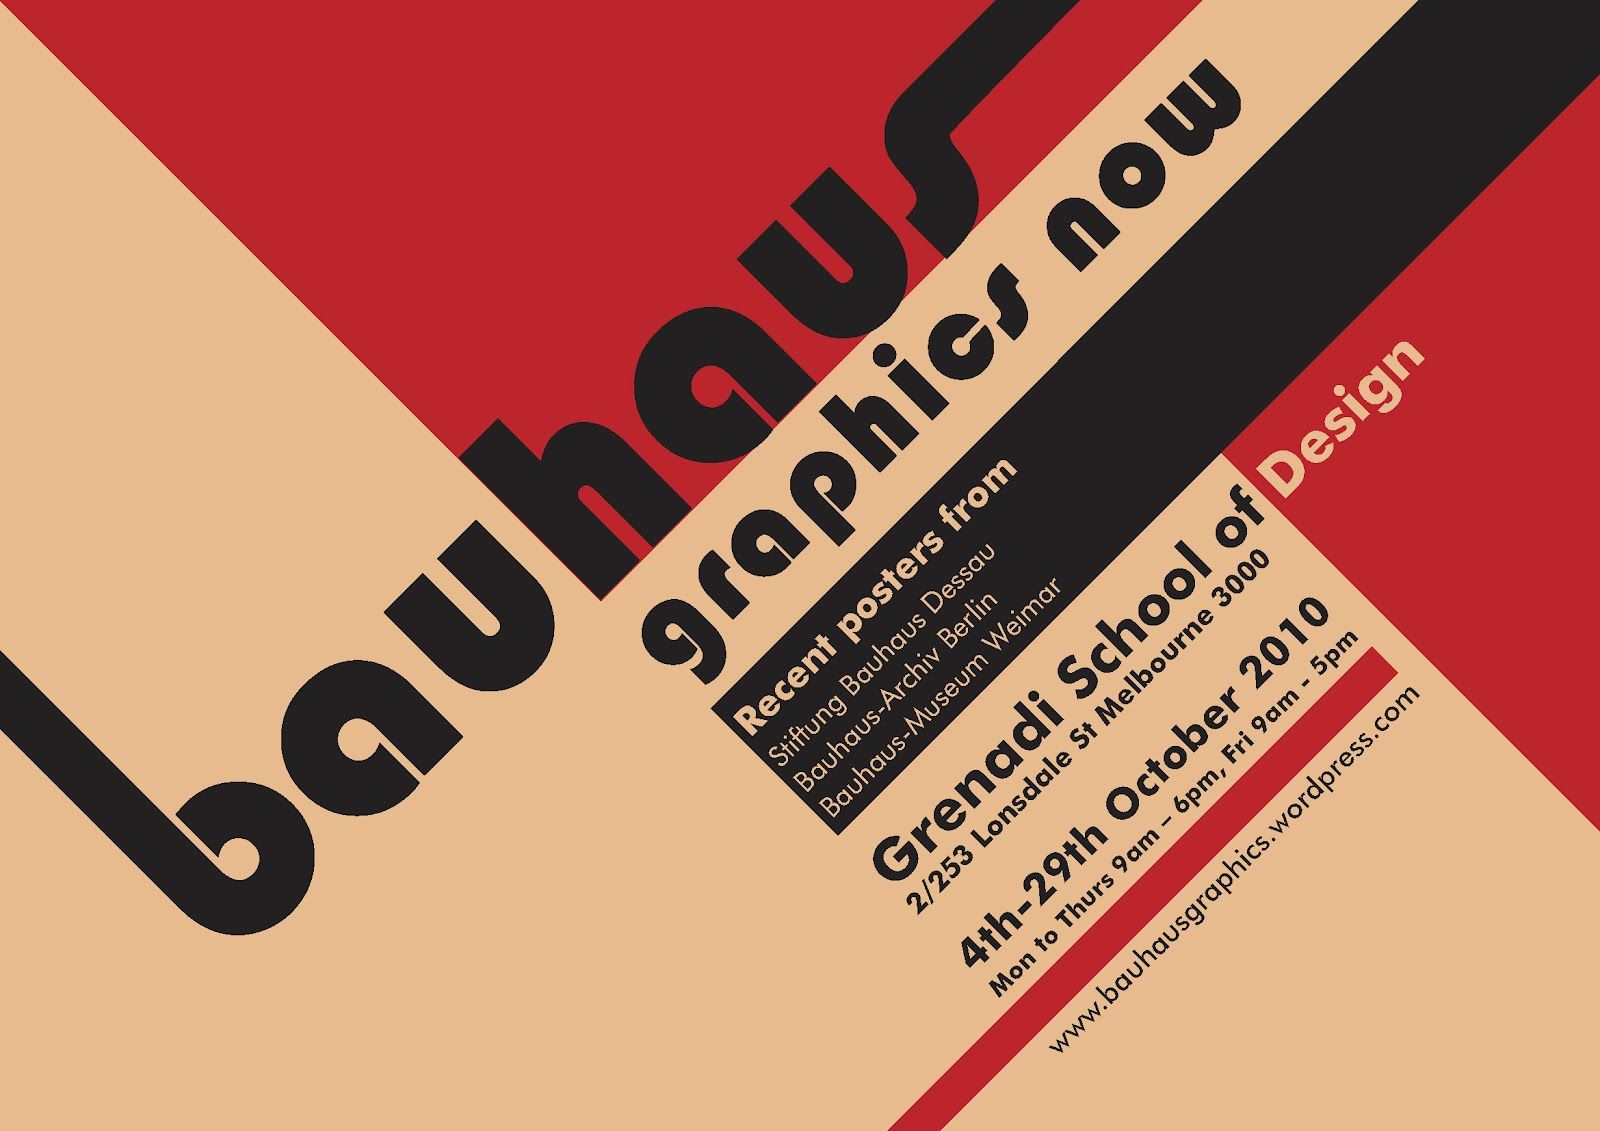 bauhaus
graphics now
Recent posters from
Stiftung Bauhaus Dessau
Bauhaus-Archiv Berlin
Bauhaus-Museum Weimar
Grenadi School of Design
2/253 Lonsdale St Melbourne 3000
4th-29th October 2010
Mon to Thurs 9am – 6pm, Fri 9am - 5pm
www.bauhausgraphics.wordpress.com